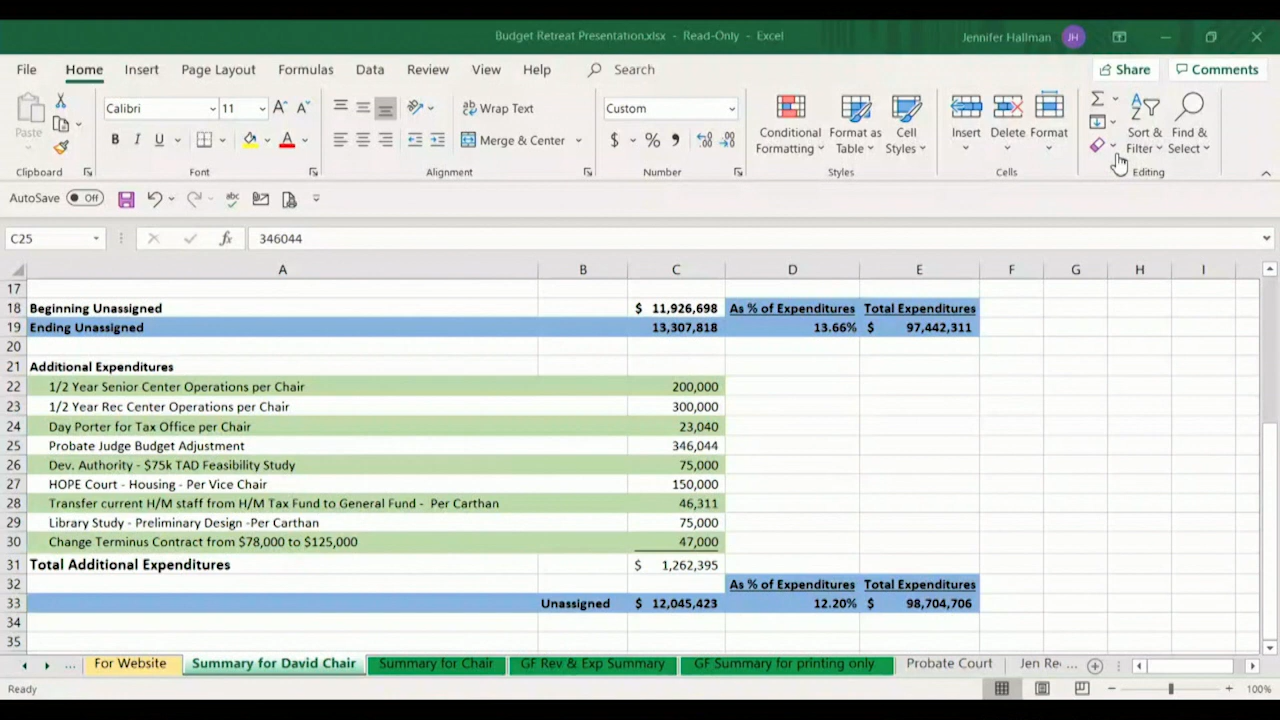 Budget Retreat Presentation.xlsx - Read-Only - Excel
Jennifer Hallman JH
File Home Insert Page Layout Formulas Data Review View Help Search Share Comments
Paste
Calibri 11
B I U A
Wrap Text
Merge & Center
Custom
$ %
Conditional Formatting
Format as Table
Cell Styles
Insert
Delete
Format
Sort & Filter
Find & Select
Clipboard Font Alignment Number Styles Cells Editing
AutoSave Off abc
C25 fx 346044
A B C D E F G H I
17
18 Beginning Unassigned $ 11,926,698 As % of Expenditures Total Expenditures
19 Ending Unassigned 13,307,818 13.66% $ 97,442,311
20
21 Additional Expenditures
22 1/2 Year Senior Center Operations per Chair 200,000
23 1/2 Year Rec Center Operations per Chair 300,000
24 Day Porter for Tax Office per Chair 23,040
25 Probate Judge Budget Adjustment 346,044
26 Dev. Authority - $75k TAD Feasibility Study 75,000
27 HOPE Court - Housing - Per Vice Chair 150,000
28 Transfer current H/M staff from H/M Tax Fund to General Fund - Per Carthan 46,311
29 Library Study - Preliminary Design -Per Carthan 75,000
30 Change Terminus Contract from $78,000 to $125,000 47,000
31 Total Additional Expenditures $ 1,262,395
32 As % of Expenditures Total Expenditures
33 Unassigned $ 12,045,423 12.20% $ 98,704,706
34
35
... For Website Summary for David Chair Summary for Chair GF Rev & Exp Summary GF Summary for printing only Probate Court Jen Re ...
Ready 100%